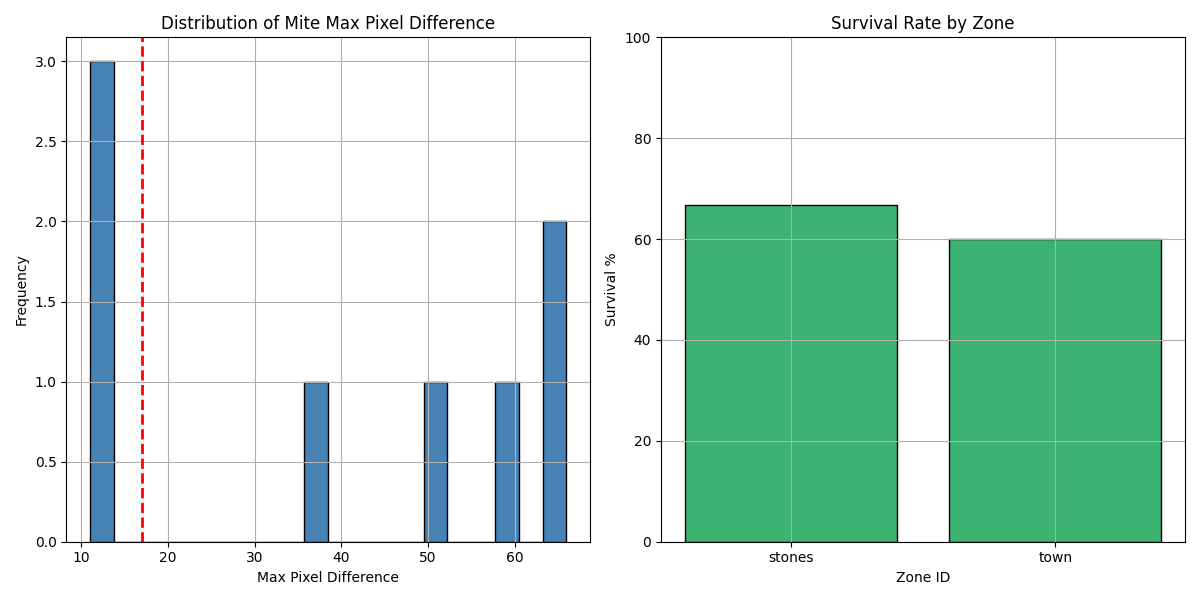 Distribution of Mite Max Pixel Difference
3.0
2.5
2.0
1.5
1.0
0.5
0.0
Frequency
10 20 30 40 50 60
Max Pixel Difference
Survival Rate by Zone
100
80
60
40
20
0
Survival %
stones town
Zone ID